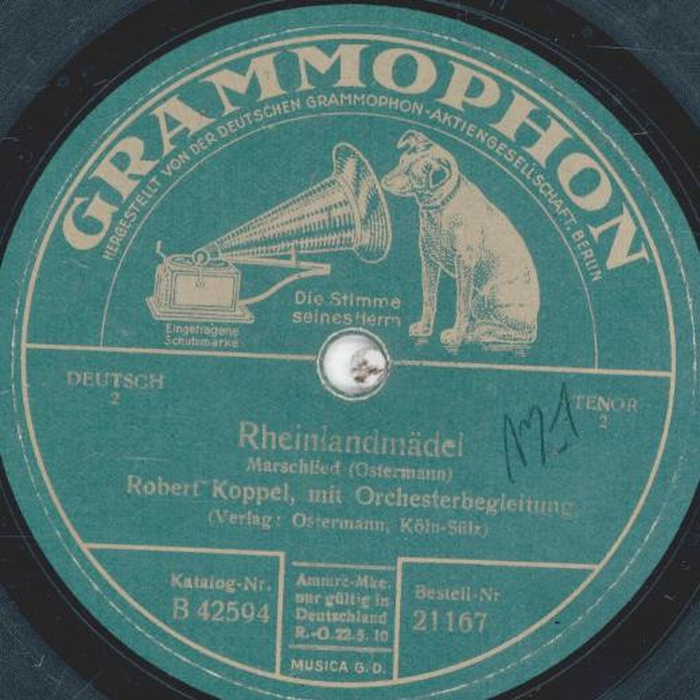 GRAMMOPHON
HERGESTELLT VON DER DEUTSCHEN GRAMMOPHON-AKTIENGESELLSCHAFT, BERLIN
Die Stimme
seines Herrn
Eingetragene
Schutzmarke
DEUTSCH
2
TENOR
2
Rheinlandmädel
Marschlied (Ostermann)
Robert Koppel, mit Orchesterbegleitung
(Verlag: Ostermann, Köln-Sülz)
Katalog-Nr.
B 42594
Ammre-Mke.
nur gültig in
Deutschland
R.-O. 22. 5. 10
Bestell-Nr
21167
MUSICA G. D.